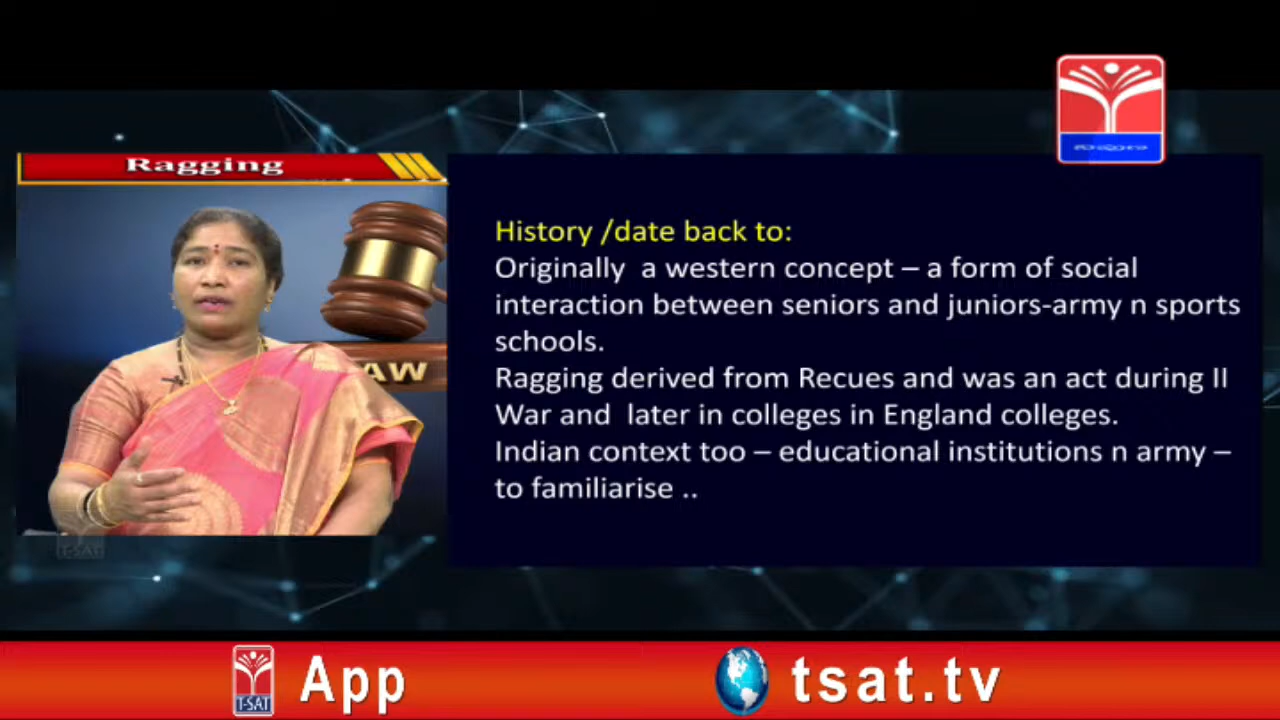 Ragging
History /date back to:
Originally a western concept – a form of social
interaction between seniors and juniors-army n sports
schools.
Ragging derived from Recues and was an act during II
War and later in colleges in England colleges.
Indian context too – educational institutions n army –
to familiarise ..
AW
T-SAT
T-SAT
App
tsat.tv